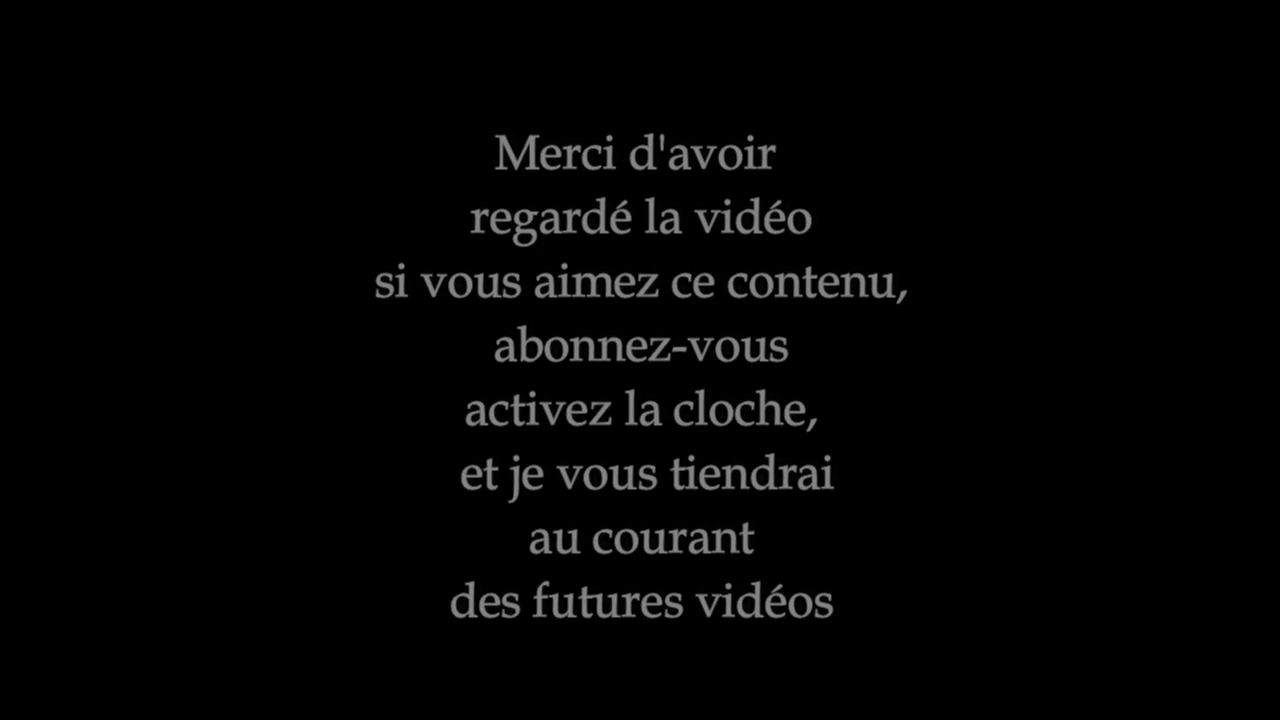 Merci d'avoir
regardé la vidéo
si vous aimez ce contenu,
abonnez-vous
activez la cloche,
et je vous tiendrai
au courant
des futures vidéos